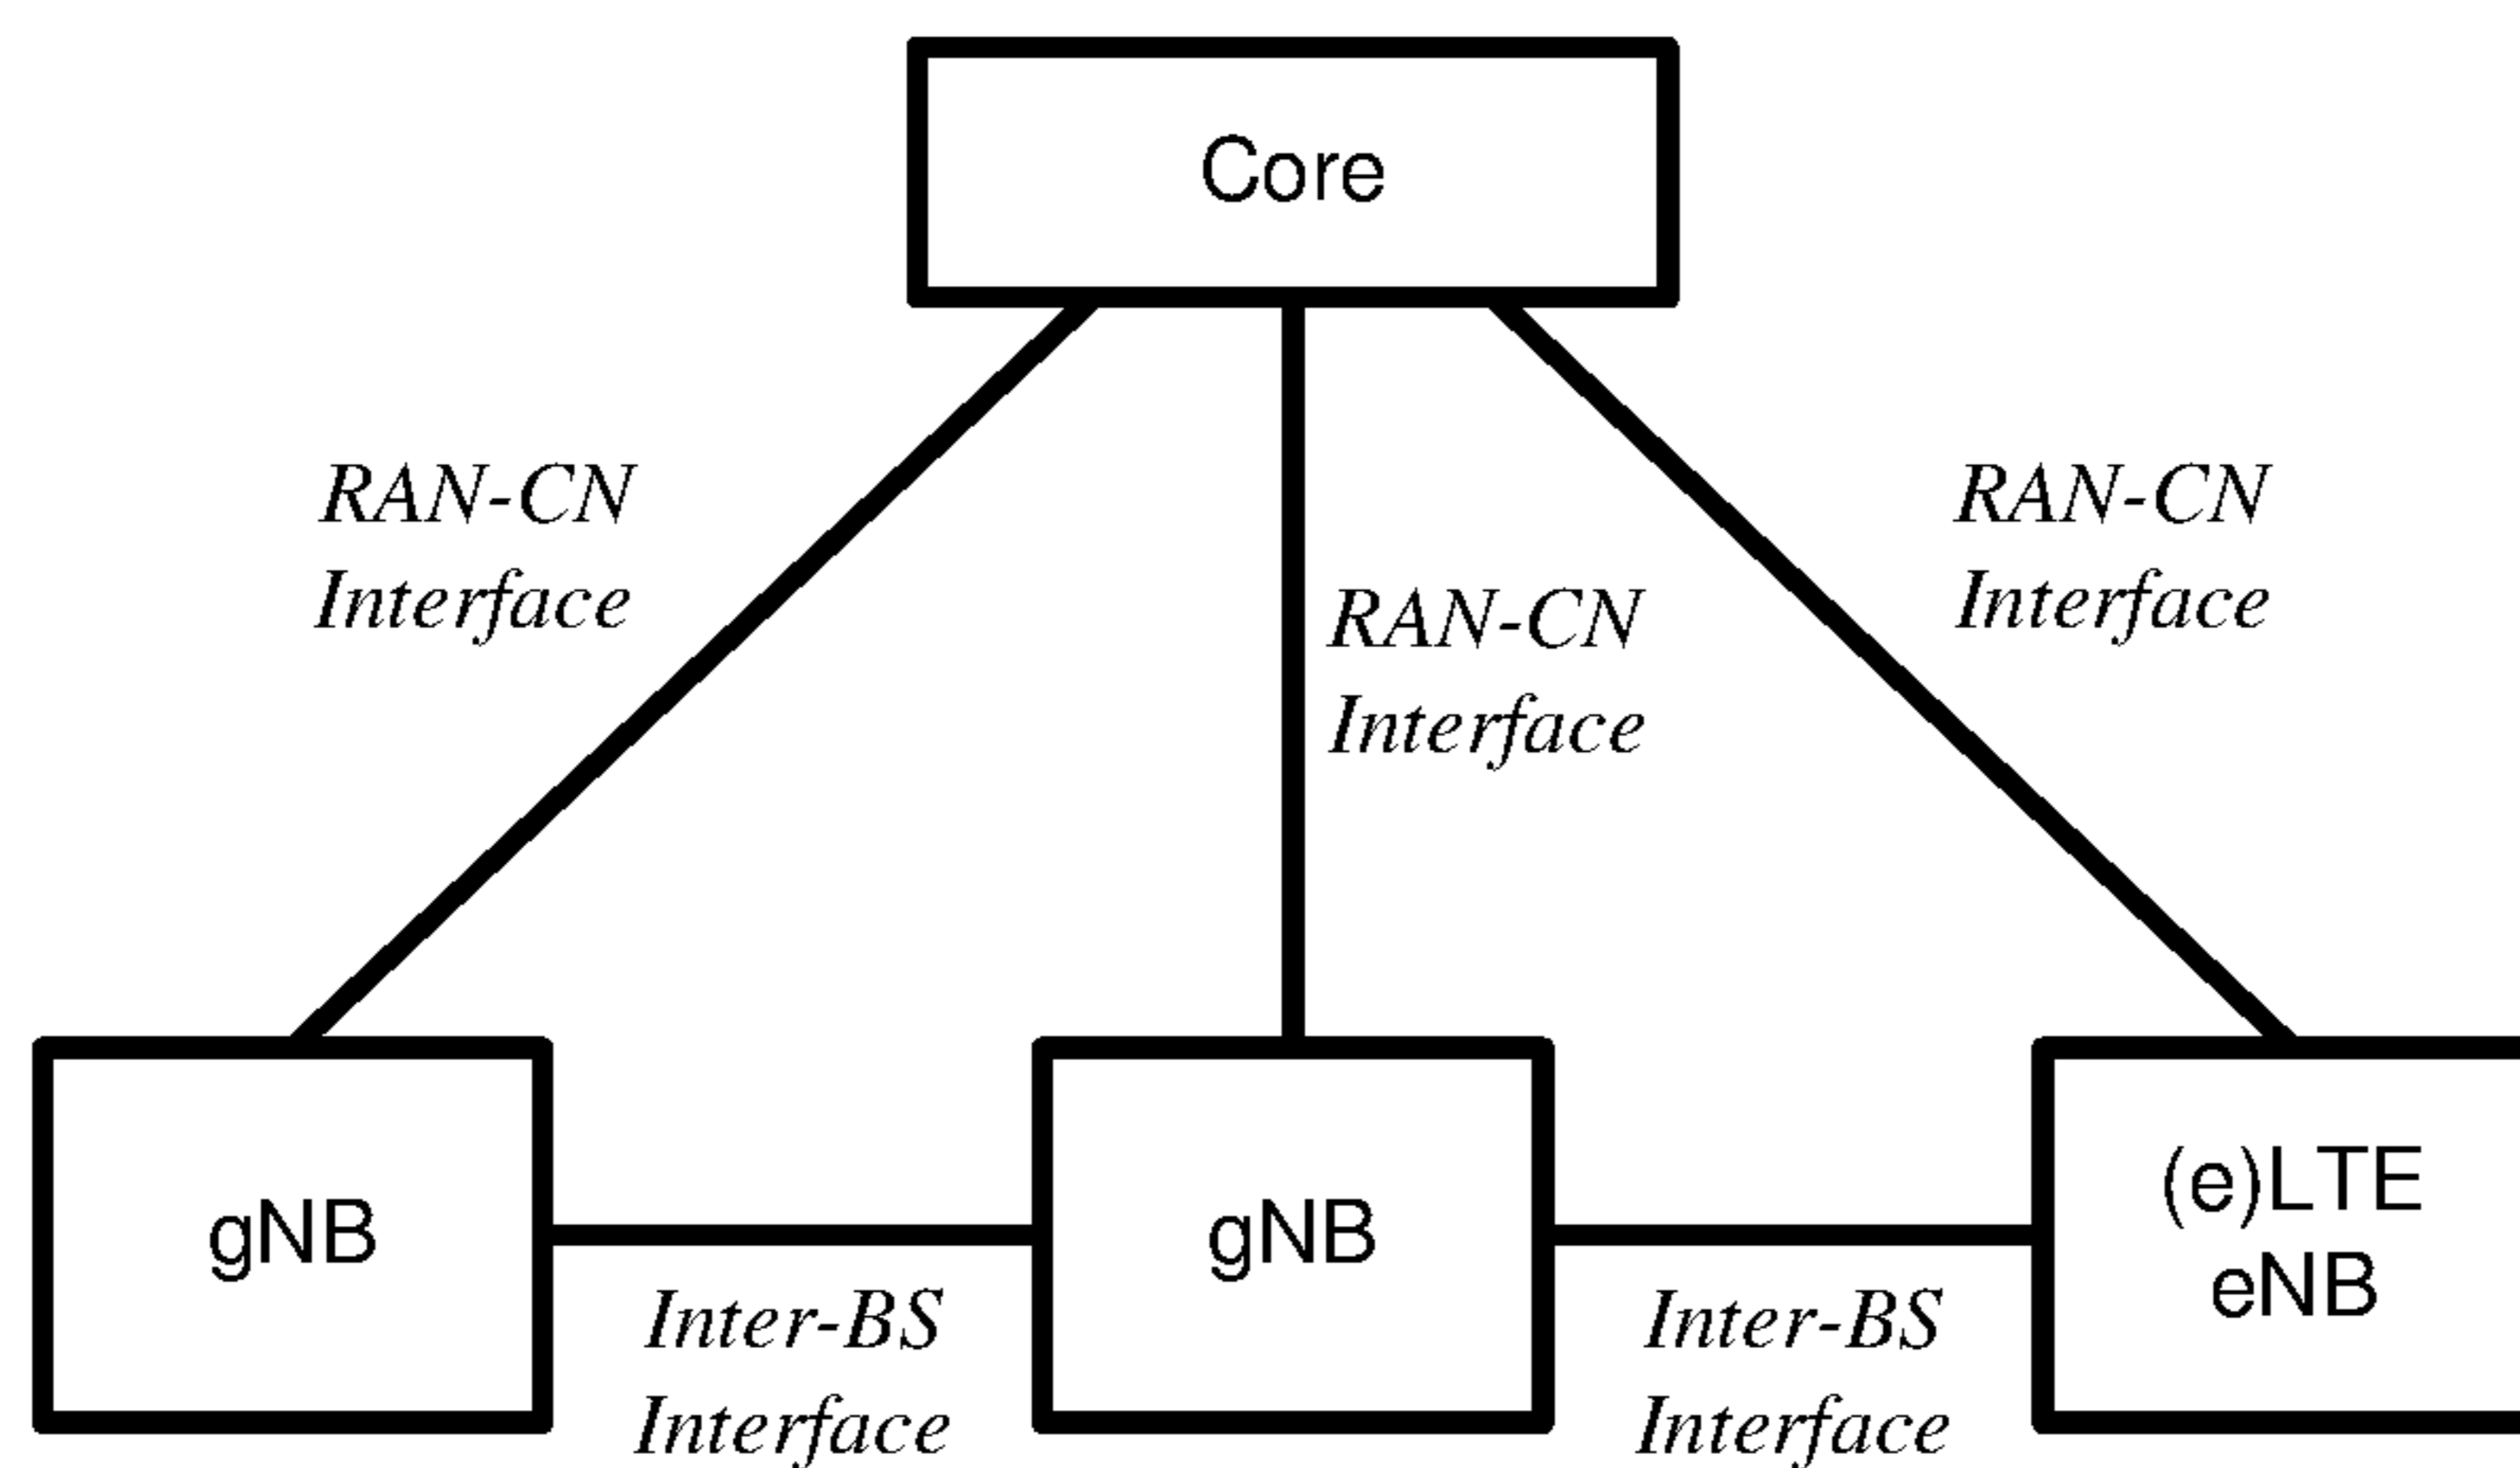 Core
RAN-CN
Interface
RAN-CN
Interface
RAN-CN
Interface
gNB
gNB
(e)LTE
eNB
Inter-BS
Interface
Inter-BS
Interface